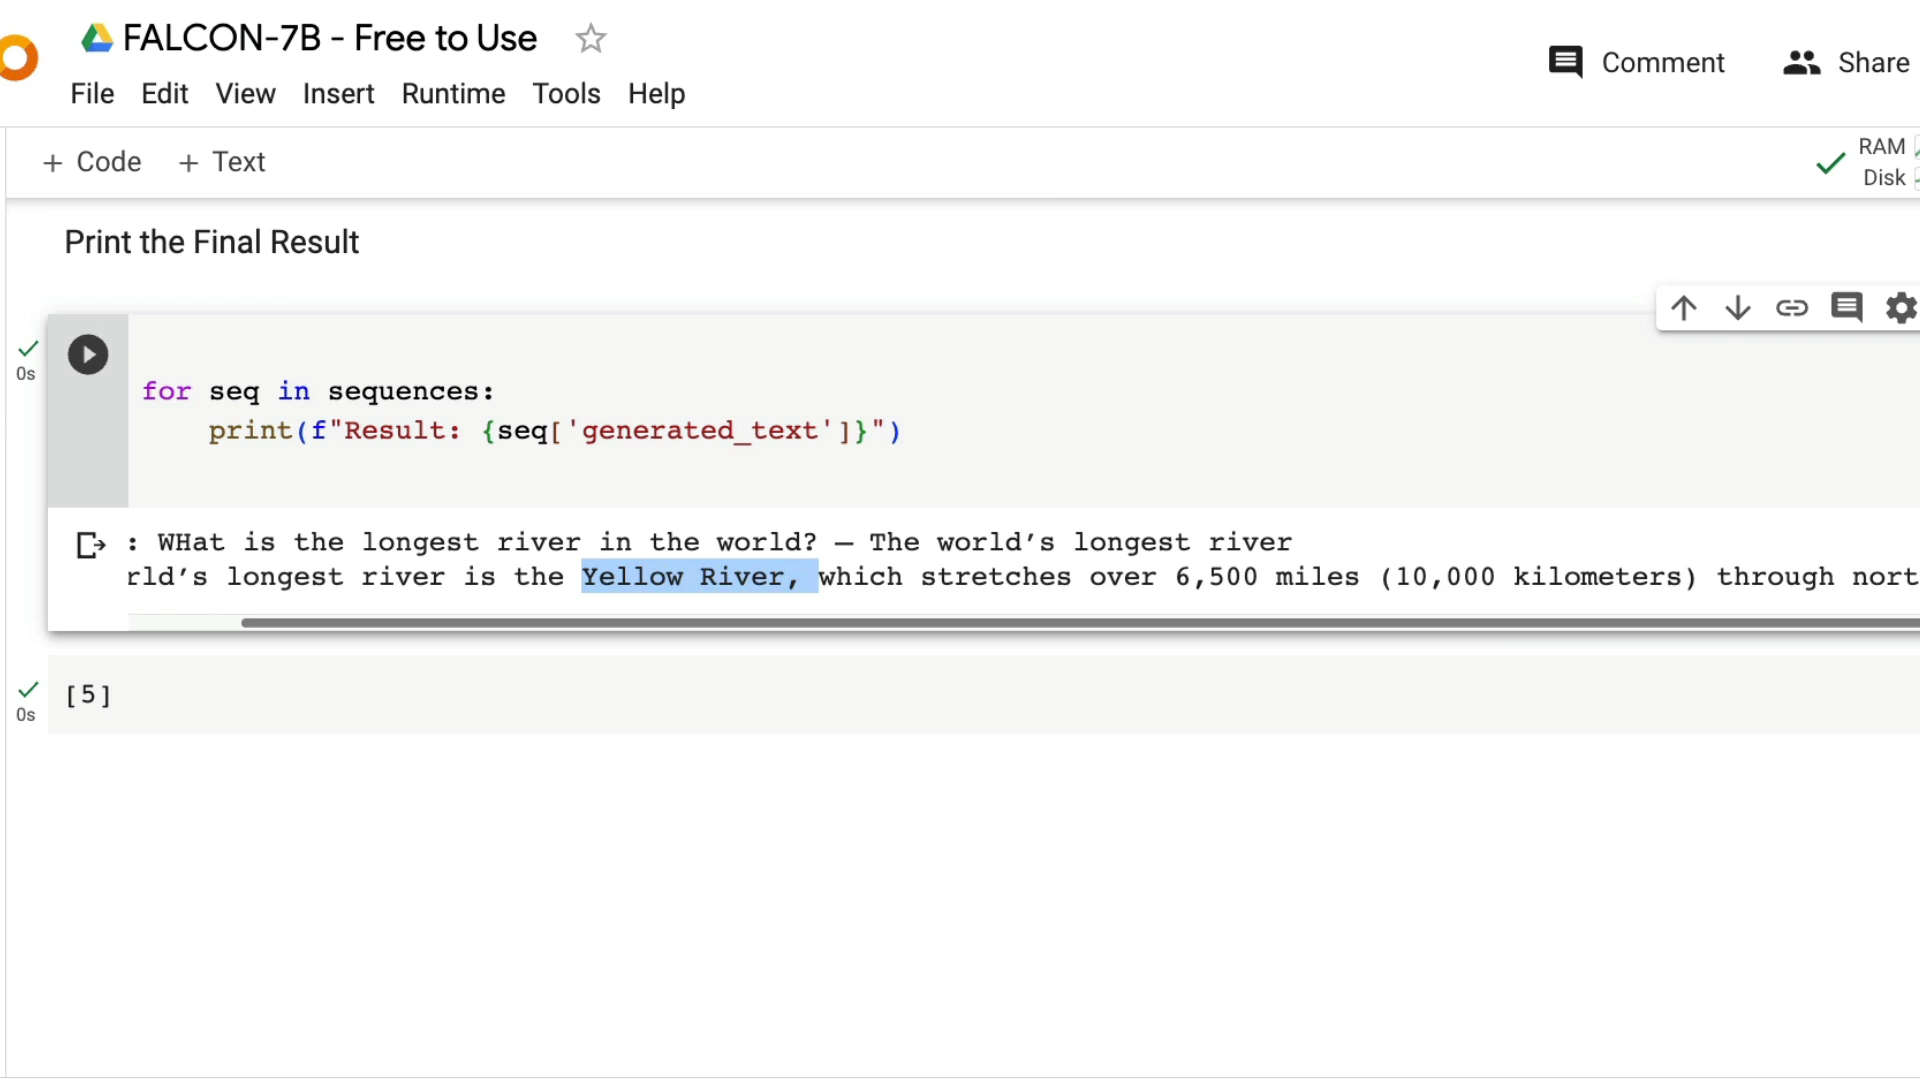 FALCON-7B - Free to Use
Comment
Share
File Edit View Insert Runtime Tools Help
+ Code + Text
RAM
Disk
Print the Final Result
0s
for seq in sequences:
print(f"Result: {seq['generated_text']}")
: WHat is the longest river in the world? — The world’s longest river
rld’s longest river is the Yellow River, which stretches over 6,500 miles (10,000 kilometers) through nort
0s
[5]